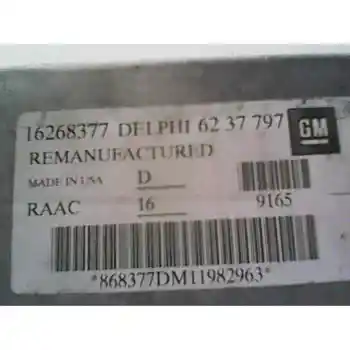 16268377 DELPHI 62 37 797
GM
REMANUFACTURED
MADE IN USA D
RAAC 16 9165
*868377DM11982963*